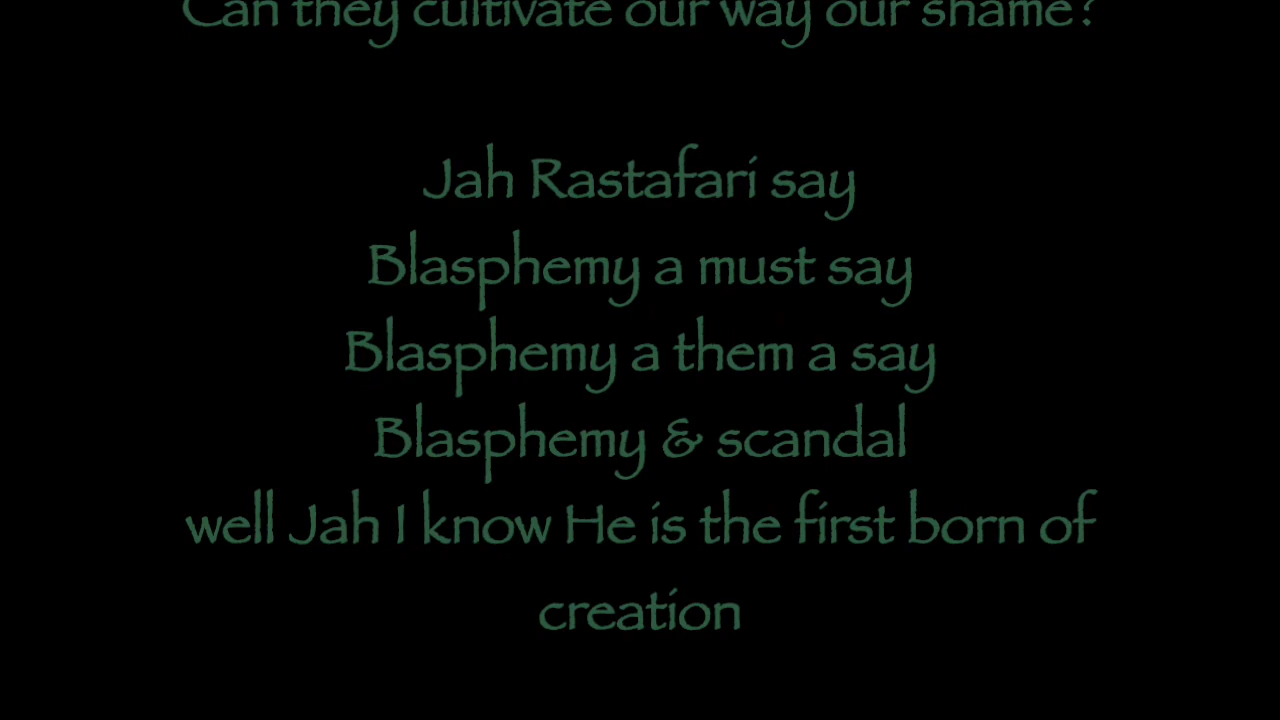 Can they cultivate our way our shame?
Jah Rastafari say
Blasphemy a must say
Blasphemy a them a say
Blasphemy & scandal
well Jah I know He is the first born of
creation